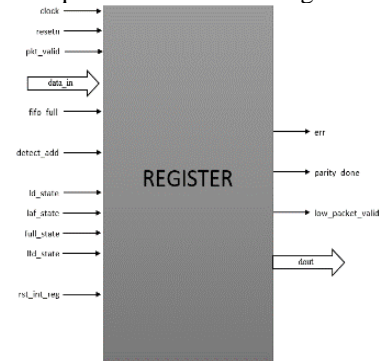 clock
resetn
pkt_valid
data_in
fifo_full
detect_add
ld_state
laf_state
full_state
lfd_state
rst_int_reg
REGISTER
err
parity_done
low_packet_valid
dout